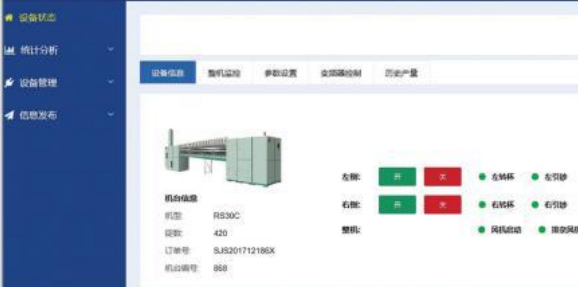 设备状态
统计分析
设备管理
信息发布
设备信息 整机监控 参数设置 变频器控制 历史产量
左侧: 开 关 左转杯 左引纱
右侧: 开 关 右转杯 右引纱
整机: 风机启动 排杂风机
机台信息
机型: RS30C
锭数: 420
订单号: SJS201712186X
机台编号: 868